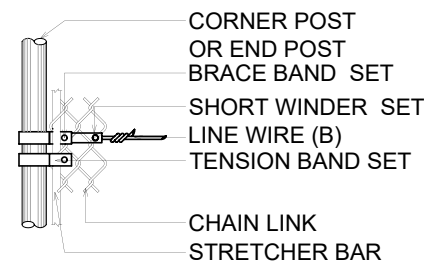 CORNER POST
OR END POST
BRACE BAND SET
SHORT WINDER SET
LINE WIRE (B)
TENSION BAND SET
CHAIN LINK
STRETCHER BAR